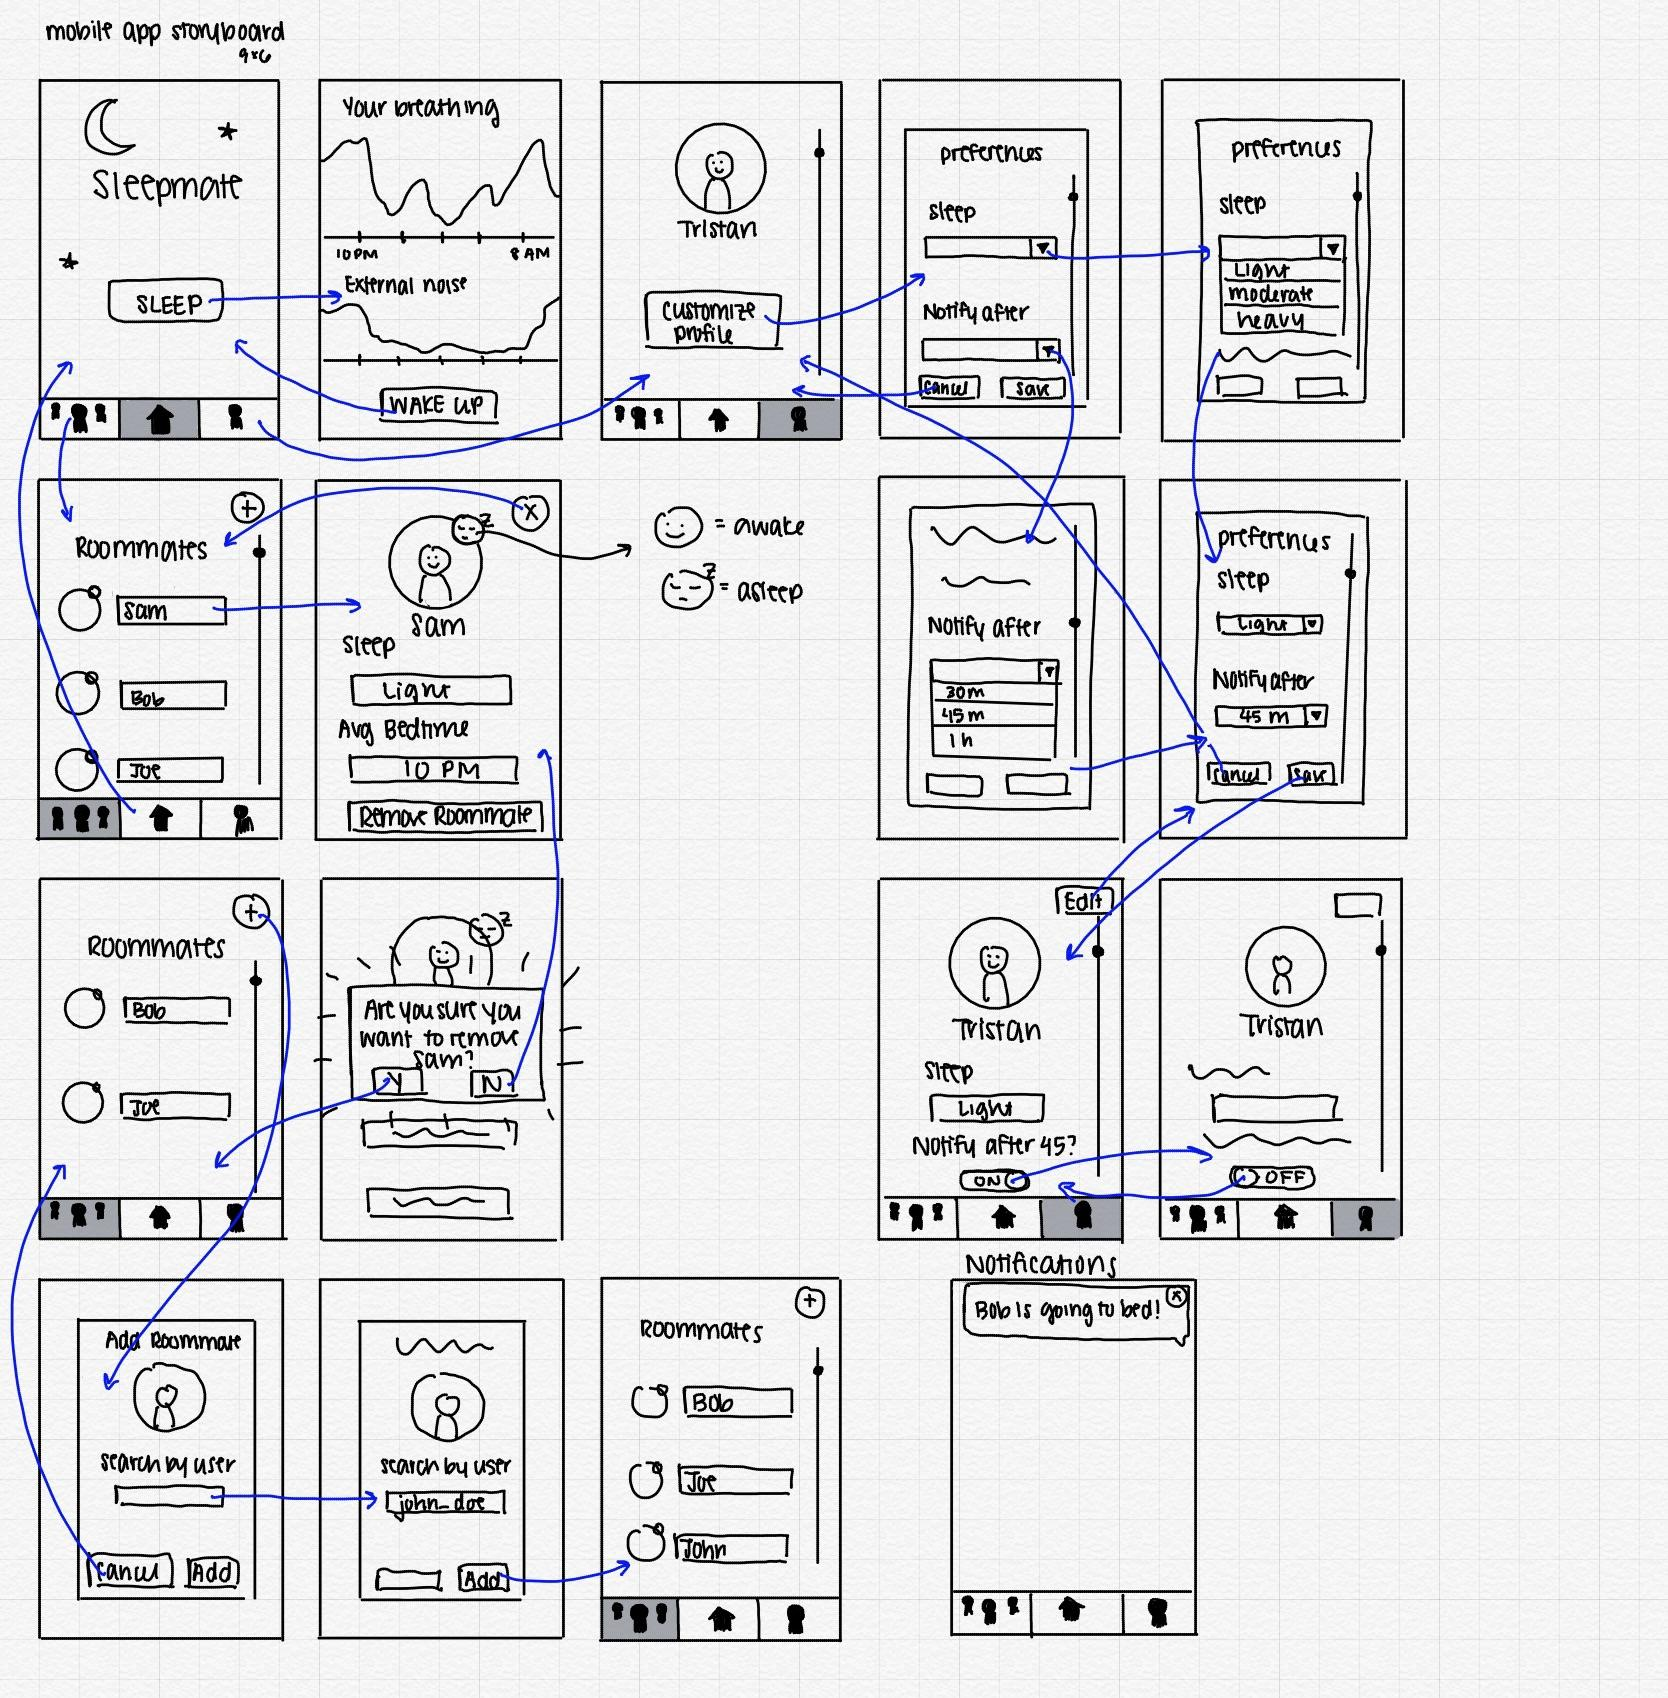 mobile app storyboard
9x6
Sleepmate
SLEEP
Your breathing
10PM
8 AM
External noise
WAKE UP
Tristan
Customize
profile
preferences
Sleep
Notify after
Cancel
Save
preferences
Sleep
Light
moderate
heavy
Roommates
+
Sam
Bob
Joe
X
z
Sam
Sleep
Light
Avg Bedtime
10 PM
Remove Roommate
= awake
z
= asleep
Notify after
30m
45m
1h
preferences
Sleep
Light
Notify after
45 m
Cancel
Save
Roommates
+
Bob
Joe
z
Are you sure you
want to remove
Sam?
Y
N
Edit
Tristan
Sleep
Light
Notify after 45?
ON
Tristan
OFF
Add Roommate
search by user
Cancel
Add
search by user
john_doe
Add
+
Roommates
Bob
Joe
John
Notifications
Bob is going to bed!
x